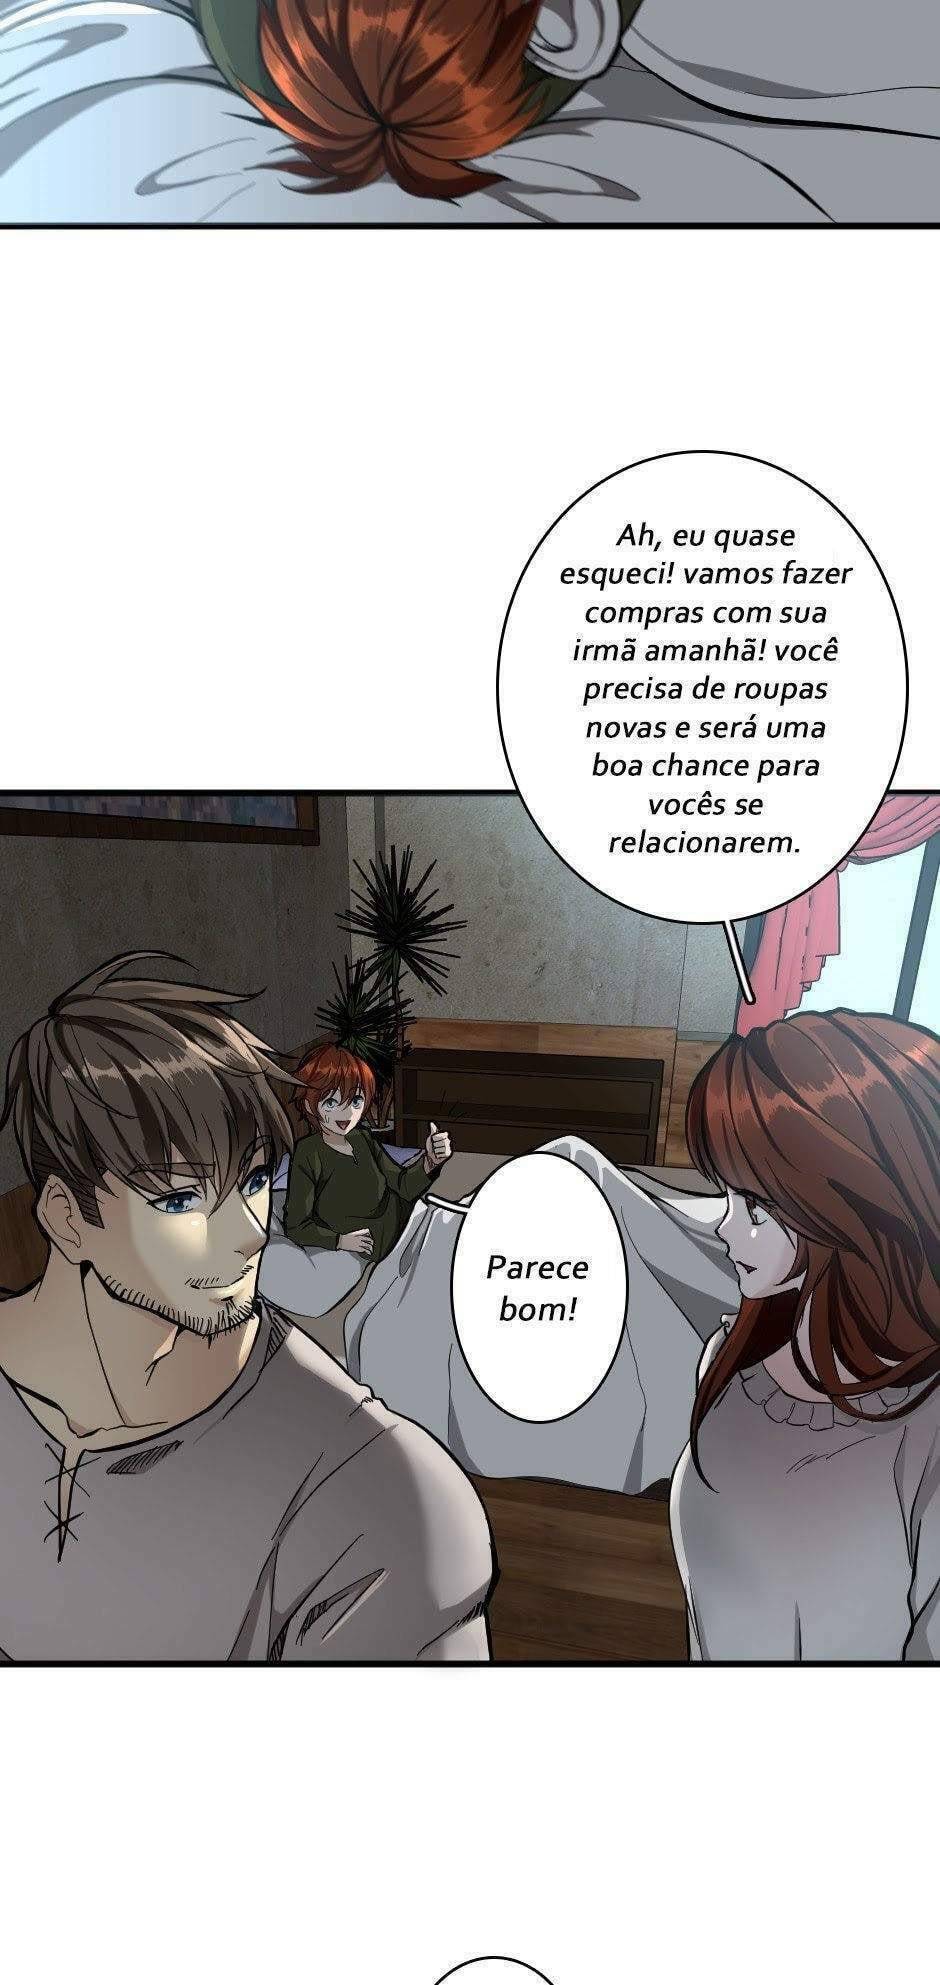 Ah, eu quase
esqueci! vamos fazer
compras com sua
irmã amanhã! você
precisa de roupas
novas e será uma
boa chance para
vocês se
relacionarem.
Parece
bom!